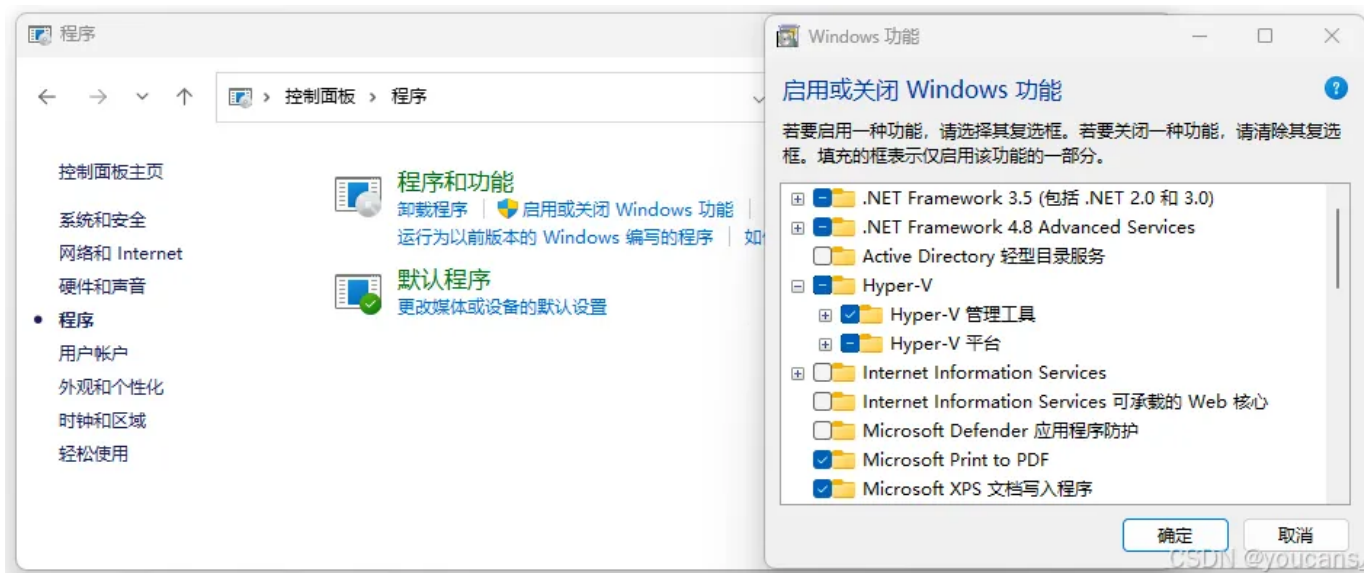 程序
控制面板 > 程序
控制面板主页
系统和安全
网络和 Internet
硬件和声音
程序
用户帐户
外观和个性化
时钟和区域
轻松使用
程序和功能
卸载程序
启用或关闭 Windows 功能
运行为以前版本的 Windows 编写的程序
默认程序
更改媒体或设备的默认设置
Windows 功能
启用或关闭 Windows 功能
?
若要启用一种功能，请选择其复选框。若要关闭一种功能，请清除其复选
框。填充的框表示仅启用该功能的一部分。
.NET Framework 3.5 (包括 .NET 2.0 和 3.0)
.NET Framework 4.8 Advanced Services
Active Directory 轻型目录服务
Hyper-V
Hyper-V 管理工具
Hyper-V 平台
Internet Information Services
Internet Information Services 可承载的 Web 核心
Microsoft Defender 应用程序防护
Microsoft Print to PDF
Microsoft XPS 文档写入程序
确定
取消
CSDN @youcans